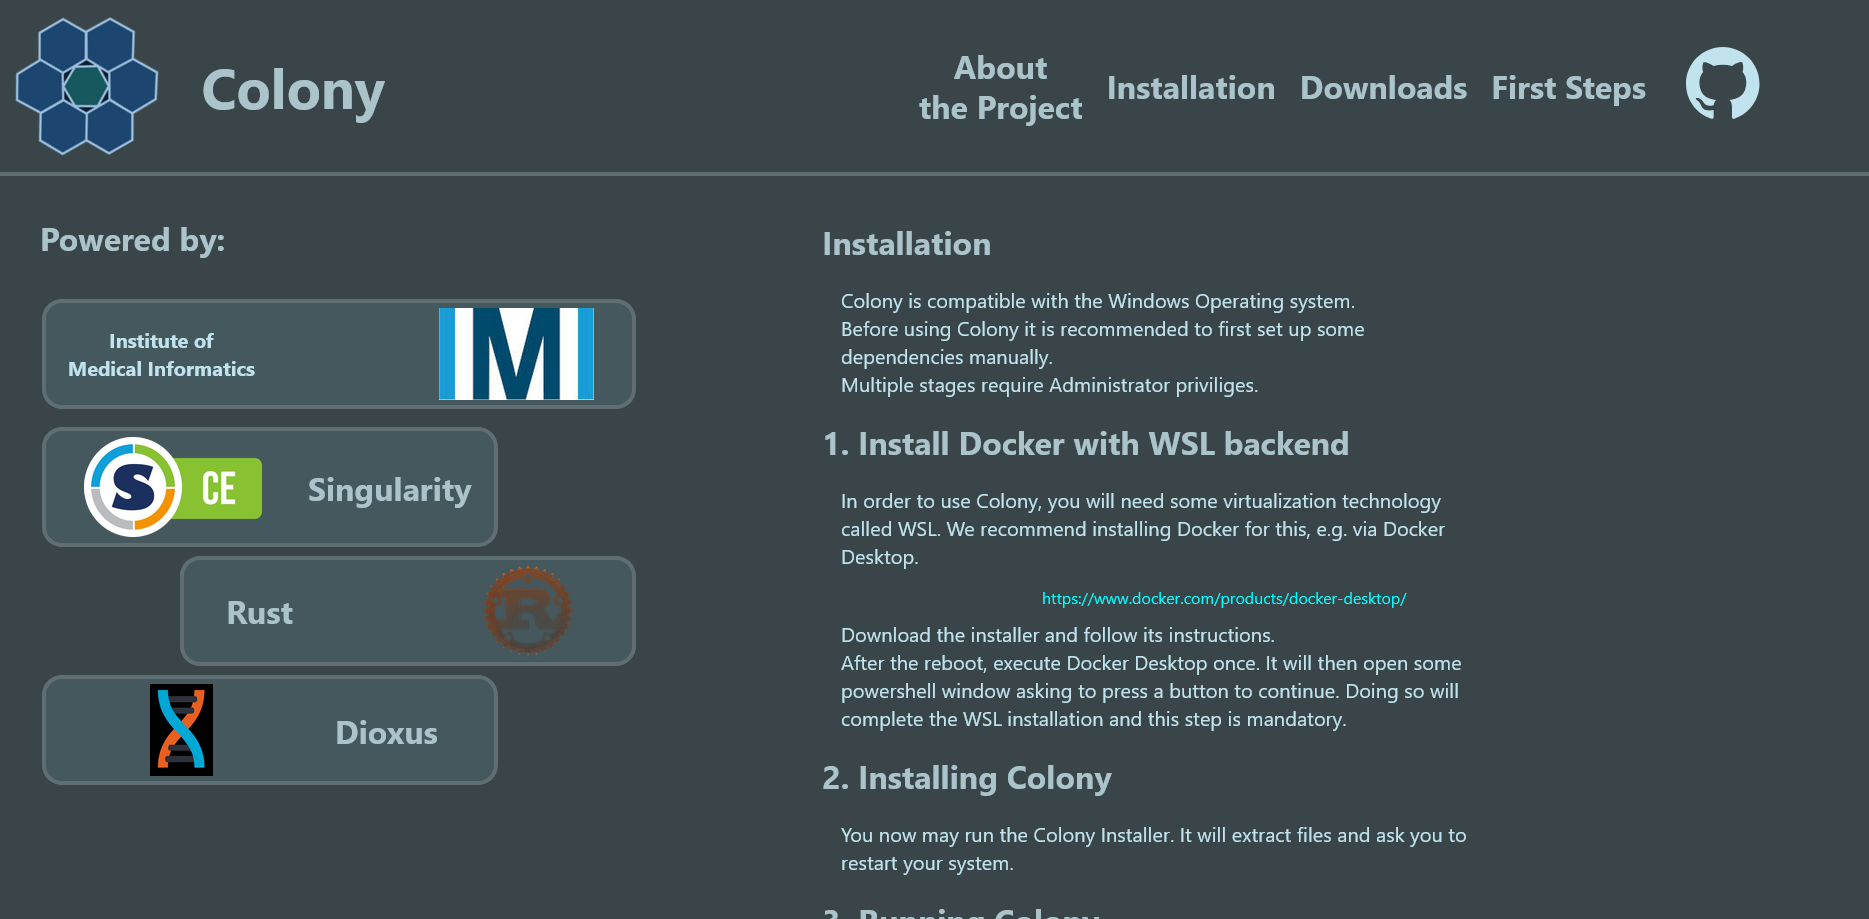 Colony
About
the Project
Installation
Downloads
First Steps
Powered by:
Institute of
Medical Informatics
IMI
S CE
Singularity
Rust
R
Dioxus
Installation
Colony is compatible with the Windows Operating system.
Before using Colony it is recommended to first set up some
dependencies manually.
Multiple stages require Administrator priviliges.
1. Install Docker with WSL backend
In order to use Colony, you will need some virtualization technology
called WSL. We recommend installing Docker for this, e.g. via Docker
Desktop.
https://www.docker.com/products/docker-desktop/
Download the installer and follow its instructions.
After the reboot, execute Docker Desktop once. It will then open some
powershell window asking to press a button to continue. Doing so will
complete the WSL installation and this step is mandatory.
2. Installing Colony
You now may run the Colony Installer. It will extract files and ask you to
restart your system.
3. Running Colony